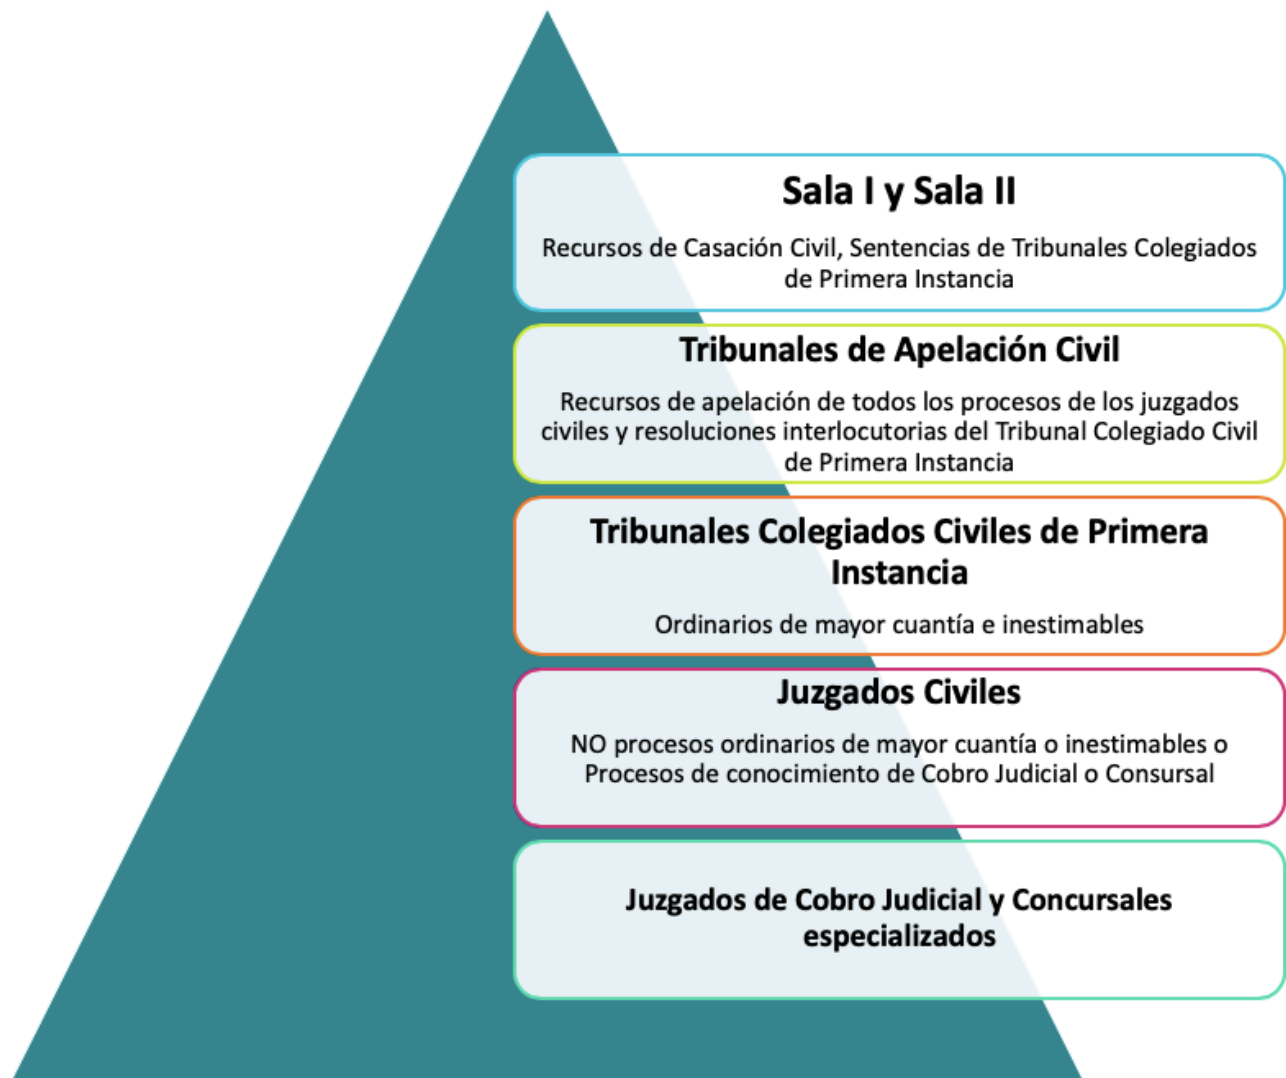 Sala I y Sala II
Recursos de Casación Civil, Sentencias de Tribunales Colegiados
de Primera Instancia
Tribunales de Apelación Civil
Recursos de apelación de todos los procesos de los juzgados
civiles y resoluciones interlocutorias del Tribunal Colegiado Civil
de Primera Instancia
Tribunales Colegiados Civiles de Primera
Instancia
Ordinarios de mayor cuantía e inestimables
Juzgados Civiles
NO procesos ordinarios de mayor cuantía o inestimables o
Procesos de conocimiento de Cobro Judicial o Consursal
Juzgados de Cobro Judicial y Concursales
especializados